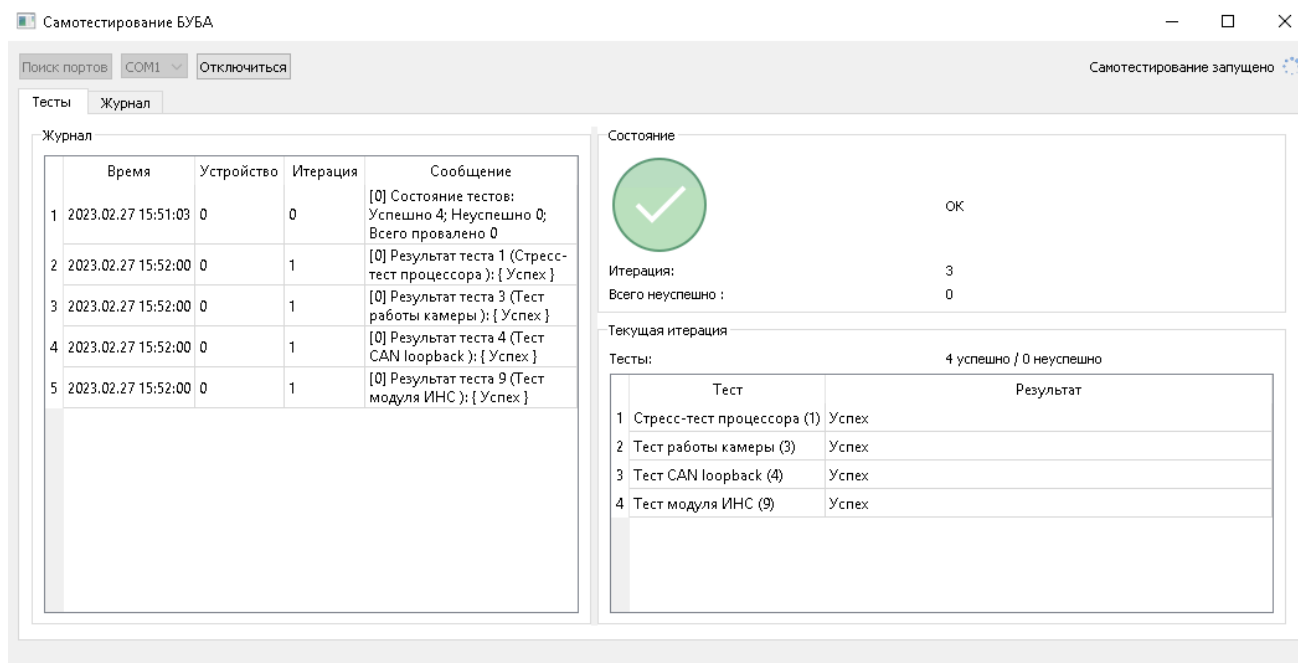 Самотестирование БУБА
Поиск портов COM1 Отключиться
Самотестирование запущено
Тесты Журнал
Журнал
Время Устройство Итерация Сообщение
1 2023.02.27 15:51:03 0 0 [0] Состояние тестов:
Успешно 4; Неуспешно 0;
Всего провалено 0
2 2023.02.27 15:52:00 0 1 [0] Результат теста 1 (Стресс-
тест процессора ): { Успех }
3 2023.02.27 15:52:00 0 1 [0] Результат теста 3 (Тест
работы камеры ): { Успех }
4 2023.02.27 15:52:00 0 1 [0] Результат теста 4 (Тест
CAN loopback ): { Успех }
5 2023.02.27 15:52:00 0 1 [0] Результат теста 9 (Тест
модуля ИНС ): { Успех }
Состояние
ОК
Итерация: 3
Всего неуспешно : 0
Текущая итерация
Тесты: 4 успешно / 0 неуспешно
Тест Результат
1 Стресс-тест процессора (1) Успех
2 Тест работы камеры (3) Успех
3 Тест CAN loopback (4) Успех
4 Тест модуля ИНС (9) Успех